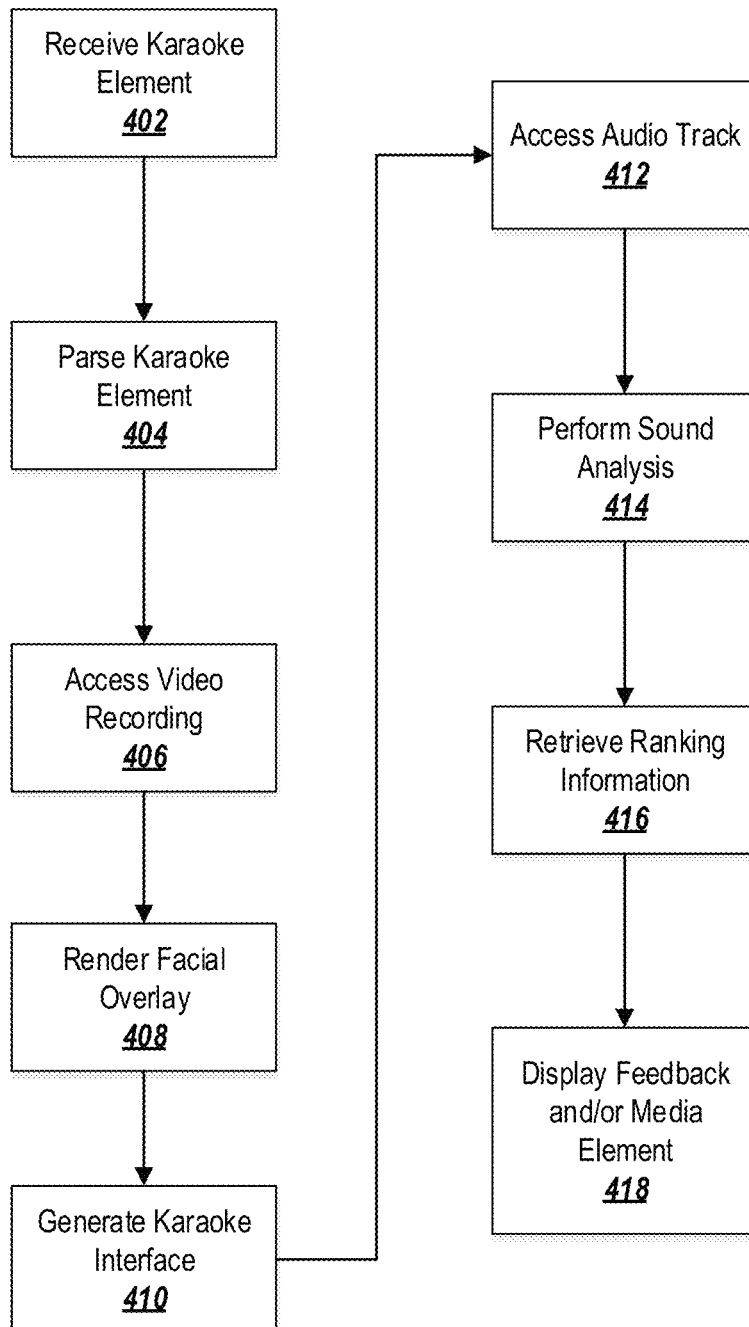 Receive Karaoke
Element
402
Parse Karaoke
Element
404
Access Video
Recording
406
Render Facial
Overlay
408
Generate Karaoke
Interface
410
Access Audio Track
412
Perform Sound
Analysis
414
Retrieve Ranking
Information
416
Display Feedback
and/or Media
Element
418